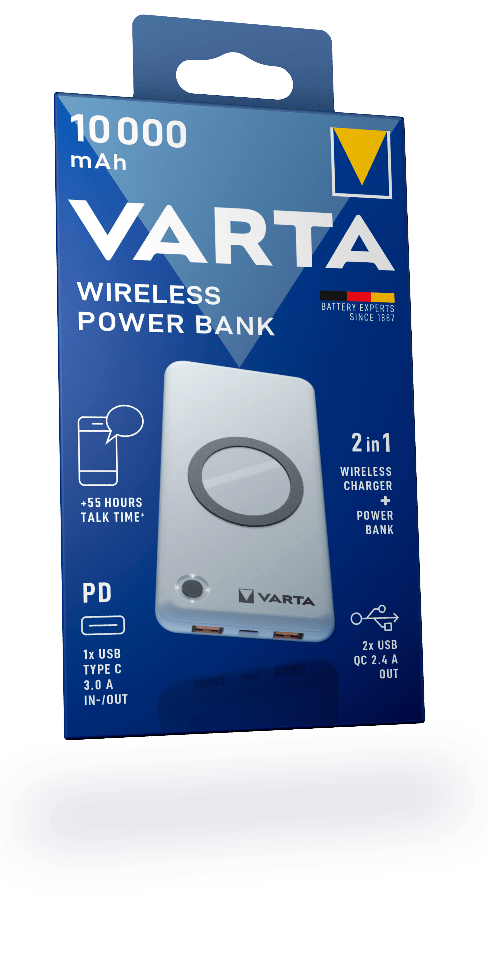 10 000
mAh
VARTA
BATTERY EXPERTS
SINCE 1887
WIRELESS
POWER BANK
+55 HOURS
TALK TIME*
2 in 1
WIRELESS
CHARGER
+
POWER
BANK
VARTA
PD
1x USB
TYPE C
3.0 A
IN-/OUT
2x USB
QC 2.4 A
OUT